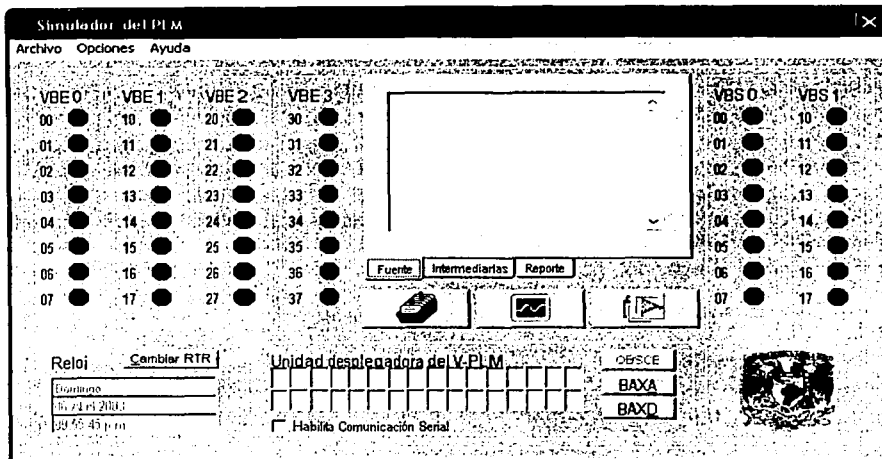 Simulador del PLM
Archivo Opciones Ayuda
VBE 0 VBE 1 VBE 2 VBE 3 VBS 0 VBS 1
00 10 20 30 00 10
01 11 21 31 01 11
02 12 22 32 02 12
03 13 23 33 03 13
04 14 24 34 04 14
05 15 25 35 05 15
06 16 26 36 06 16
07 17 27 37 07 17
Fuente Intermediarias Reporte
Reloj Cambiar RTR
Domingo
Unidad desplegadora del V-PLM
Habilita Comunicación Serial
BAXA
BAXD